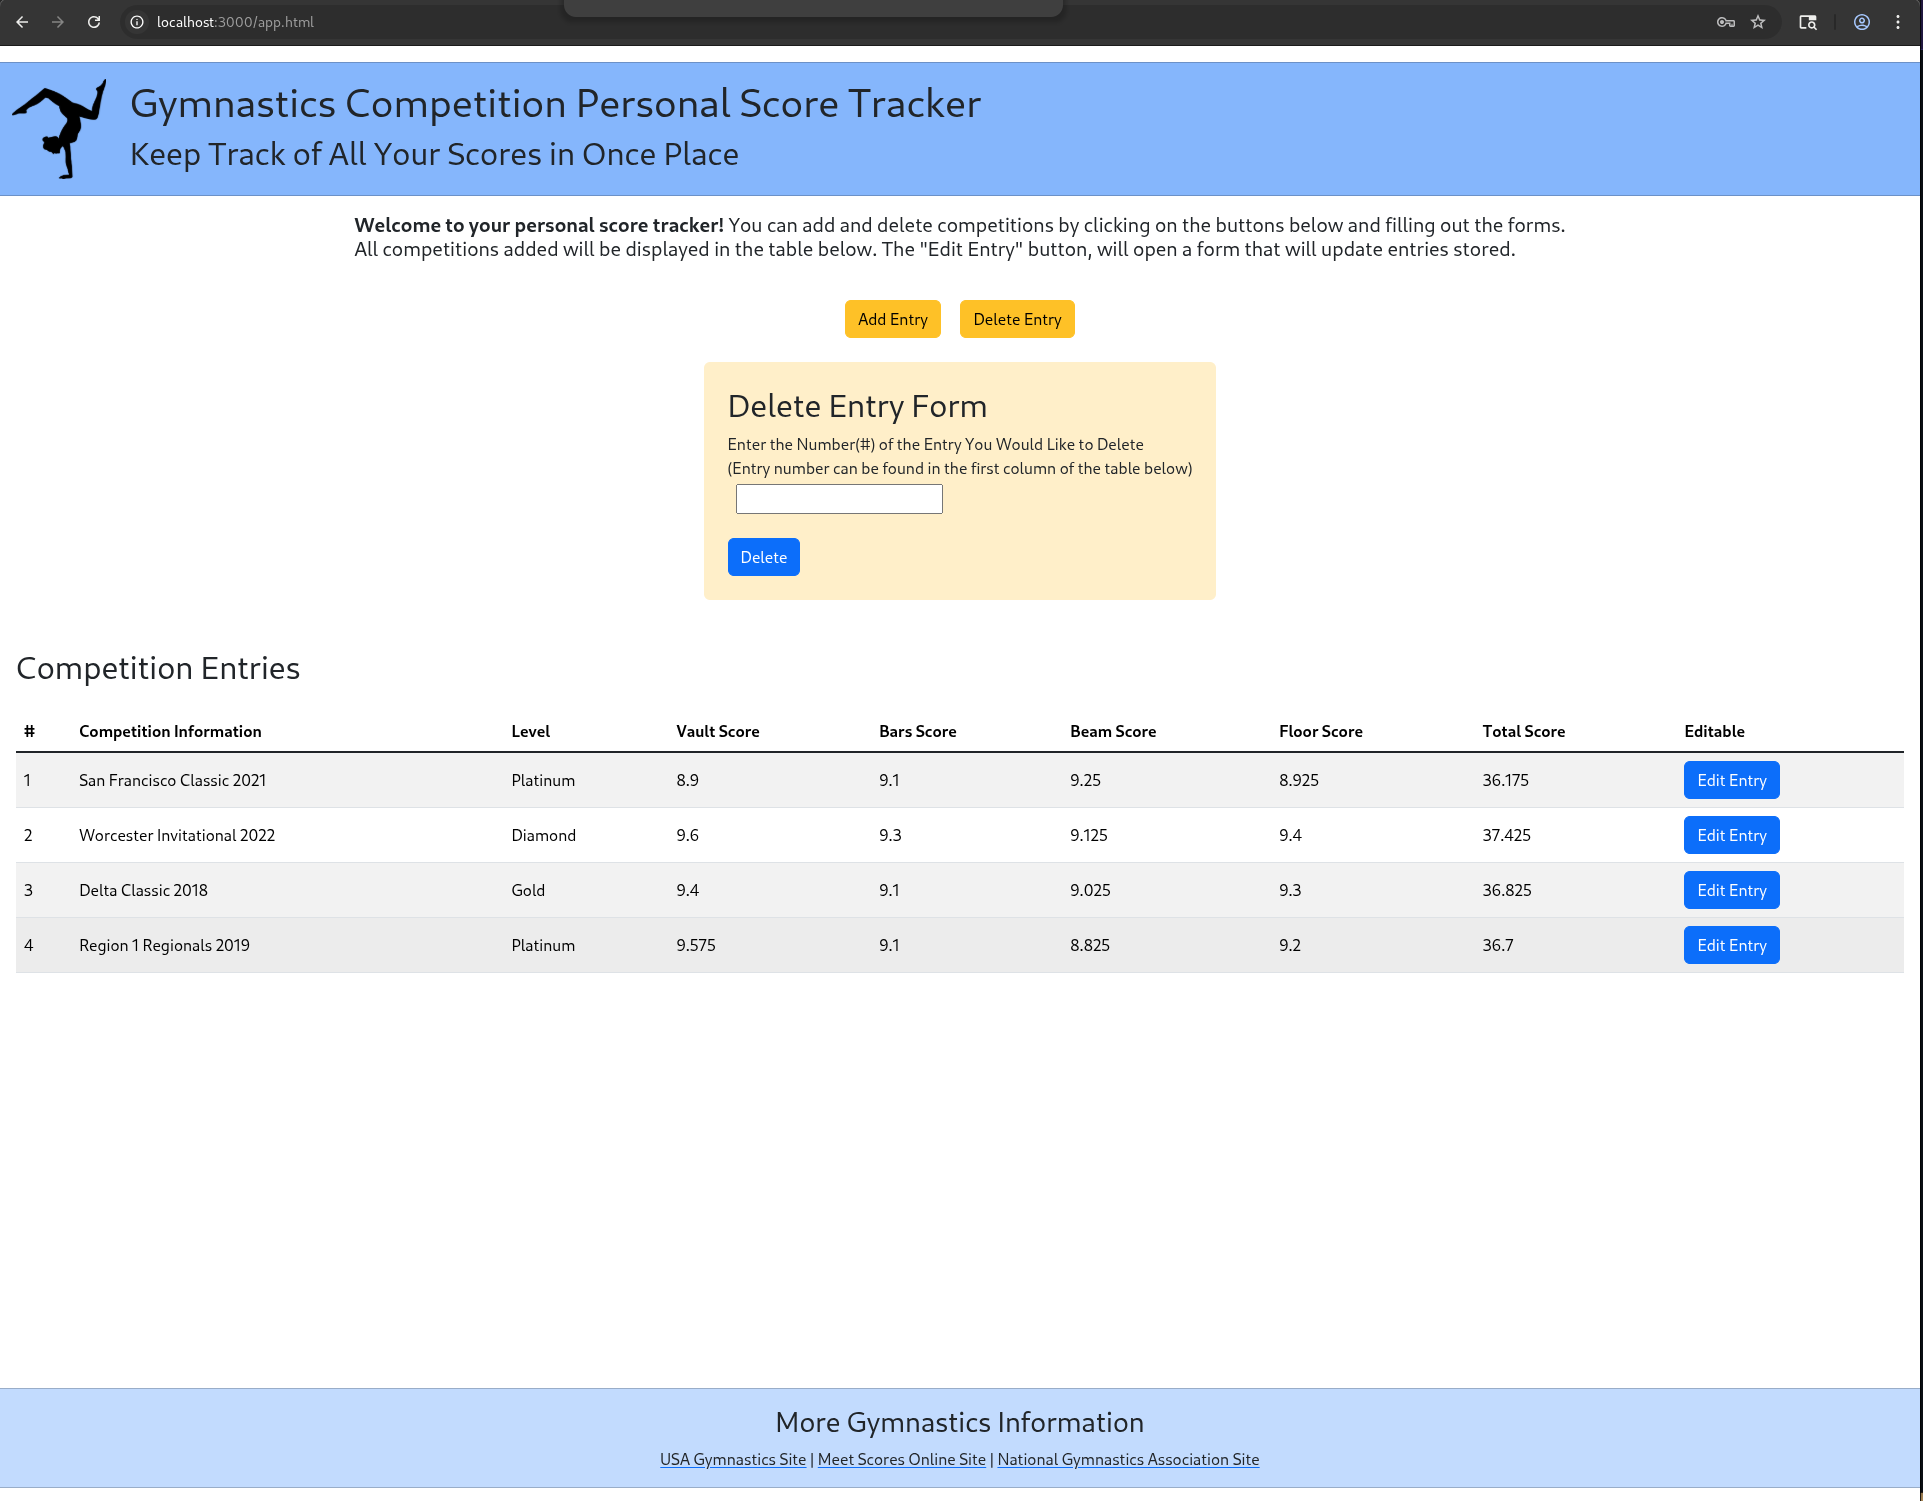 localhost:3000/app.html
Gymnastics Competition Personal Score Tracker
Keep Track of All Your Scores in Once Place
Welcome to your personal score tracker! You can add and delete competitions by clicking on the buttons below and filling out the forms.
All competitions added will be displayed in the table below. The "Edit Entry" button, will open a form that will update entries stored.
Add Entry Delete Entry
Delete Entry Form
Enter the Number(#) of the Entry You Would Like to Delete
(Entry number can be found in the first column of the table below)
Delete
Competition Entries
# Competition Information Level Vault Score Bars Score Beam Score Floor Score Total Score Editable
1 San Francisco Classic 2021 Platinum 8.9 9.1 9.25 8.925 36.175 Edit Entry
2 Worcester Invitational 2022 Diamond 9.6 9.3 9.125 9.4 37.425 Edit Entry
3 Delta Classic 2018 Gold 9.4 9.1 9.025 9.3 36.825 Edit Entry
4 Region 1 Regionals 2019 Platinum 9.575 9.1 8.825 9.2 36.7 Edit Entry
More Gymnastics Information
USA Gymnastics Site | Meet Scores Online Site | National Gymnastics Association Site